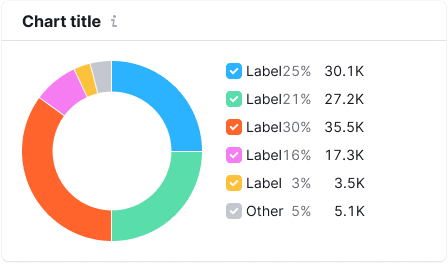 Chart title i
Label 25% 30.1K
Label 21% 27.2K
Label 30% 35.5K
Label 16% 17.3K
Label 3% 3.5K
Other 5% 5.1K